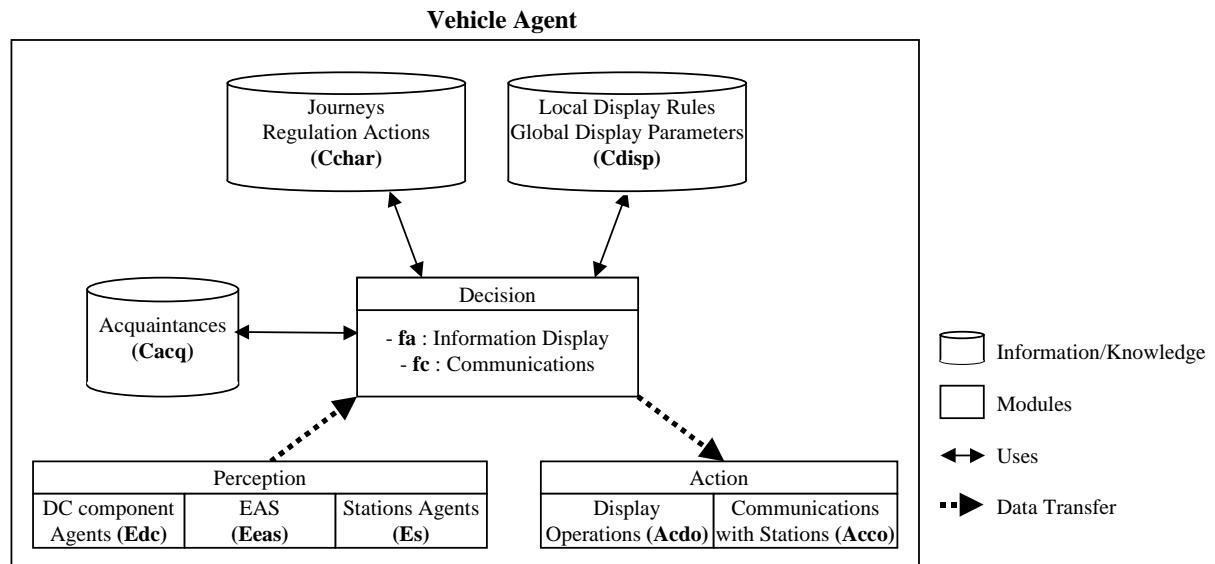 Vehicle Agent
Journeys
Regulation Actions
(Cchar)
Local Display Rules
Global Display Parameters
(Cdisp)
Acquaintances
(Cacq)
Decision
- fa : Information Display
- fc : Communications
Perception
DC component
Agents (Edc)
EAS
(Eeas)
Stations Agents
(Es)
Action
Display
Operations (Acdo)
Communications
with Stations (Acco)
Information/Knowledge
Modules
Uses
Data Transfer